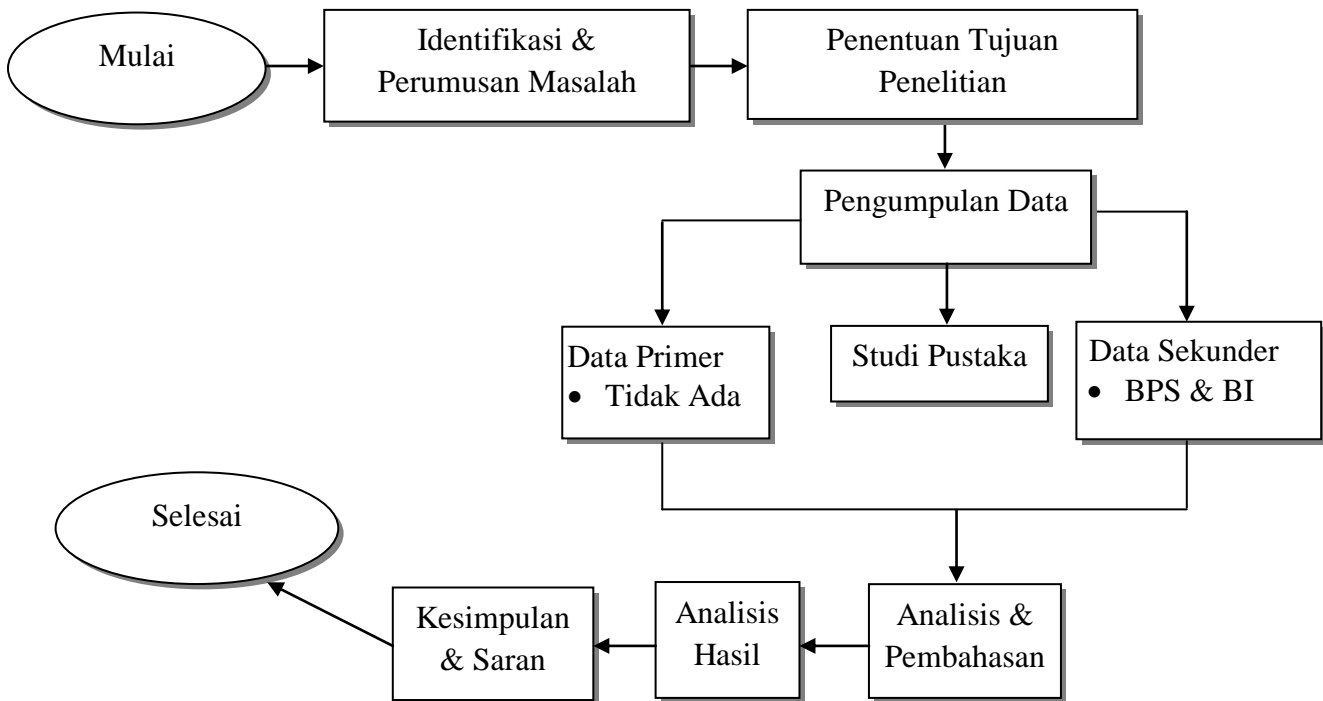 Mulai
Identifikasi &
Perumusan Masalah
Penentuan Tujuan
Penelitian
Pengumpulan Data
Data Primer
• Tidak Ada
Studi Pustaka
Data Sekunder
• BPS & BI
Selesai
Kesimpulan
& Saran
Analisis
Hasil
Analisis &
Pembahasan